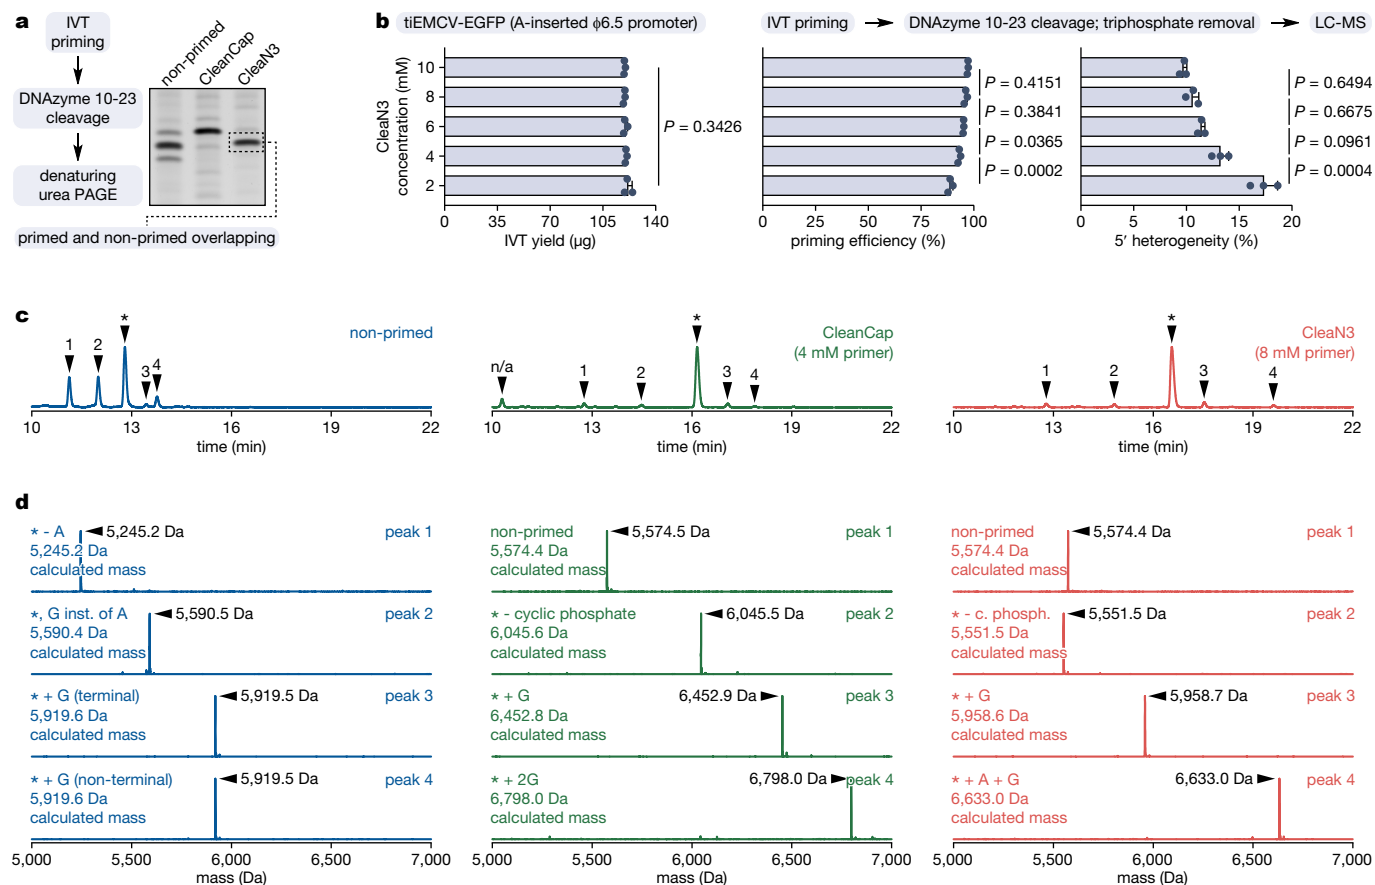 a
IVT
priming
DNAzyme 10-23
cleavage
denaturing
urea PAGE
non-primed
CleanCap
CleaN3
primed and non-primed overlapping
b
tiEMCV-EGFP (A-inserted ϕ6.5 promoter)
IVT priming
DNAzyme 10-23 cleavage; triphosphate removal
LC-MS
CleaN3
concentration (mM)
10
8
6
4
2
P = 0.3426
0 35 70 105 140
IVT yield (µg)
P = 0.4151
P = 0.3841
P = 0.0365
P = 0.0002
0 25 50 75 100
priming efficiency (%)
P = 0.6494
P = 0.6675
P = 0.0961
P = 0.0004
0 5 10 15 20
5′ heterogeneity (%)
c
non-primed
1 2 * 3 4
10 13 16 19 22
time (min)
CleanCap
(4 mM primer)
n/a 1 2 * 3 4
10 13 16 19 22
time (min)
CleaN3
(8 mM primer)
1 2 * 3 4
10 13 16 19 22
time (min)
d
* - A
5,245.2 Da
calculated mass
5,245.2 Da
peak 1
*, G inst. of A
5,590.4 Da
calculated mass
5,590.5 Da
peak 2
* + G (terminal)
5,919.6 Da
calculated mass
5,919.5 Da
peak 3
* + G (non-terminal)
5,919.6 Da
calculated mass
5,919.5 Da
peak 4
5,000 5,500 6,000 6,500 7,000
mass (Da)
non-primed
5,574.4 Da
calculated mass
5,574.5 Da
peak 1
* - cyclic phosphate
6,045.6 Da
calculated mass
6,045.5 Da
peak 2
* + G
6,452.8 Da
calculated mass
6,452.9 Da
peak 3
* + 2G
6,798.0 Da
calculated mass
6,798.0 Da
peak 4
5,000 5,500 6,000 6,500 7,000
mass (Da)
non-primed
5,574.4 Da
calculated mass
5,574.4 Da
peak 1
* - c. phosph.
5,551.5 Da
calculated mass
5,551.5 Da
peak 2
* + G
5,958.6 Da
calculated mass
5,958.7 Da
peak 3
* + A + G
6,633.0 Da
calculated mass
6,633.0 Da
peak 4
5,000 5,500 6,000 6,500 7,000
mass (Da)